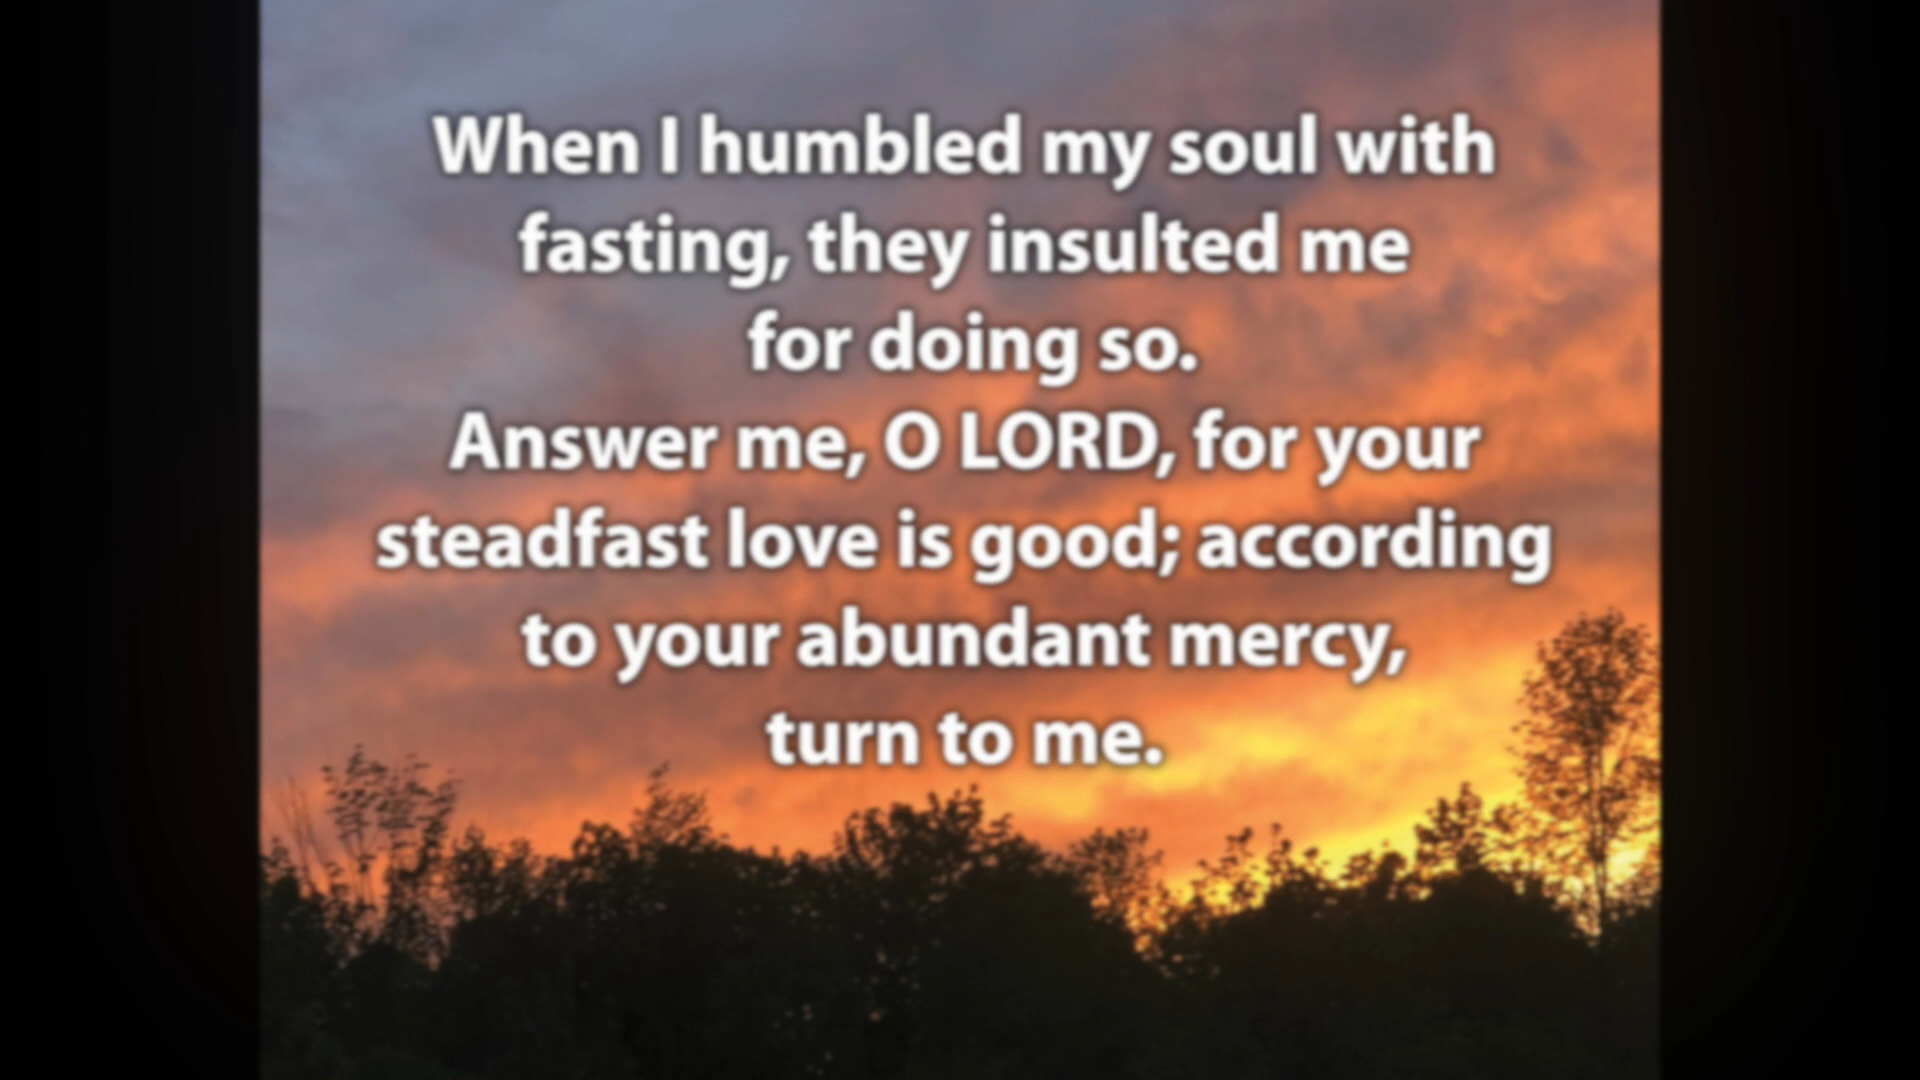 When I humbled my soul with
fasting, they insulted me
for doing so.
Answer me, O LORD, for your
steadfast love is good; according
to your abundant mercy,
turn to me.